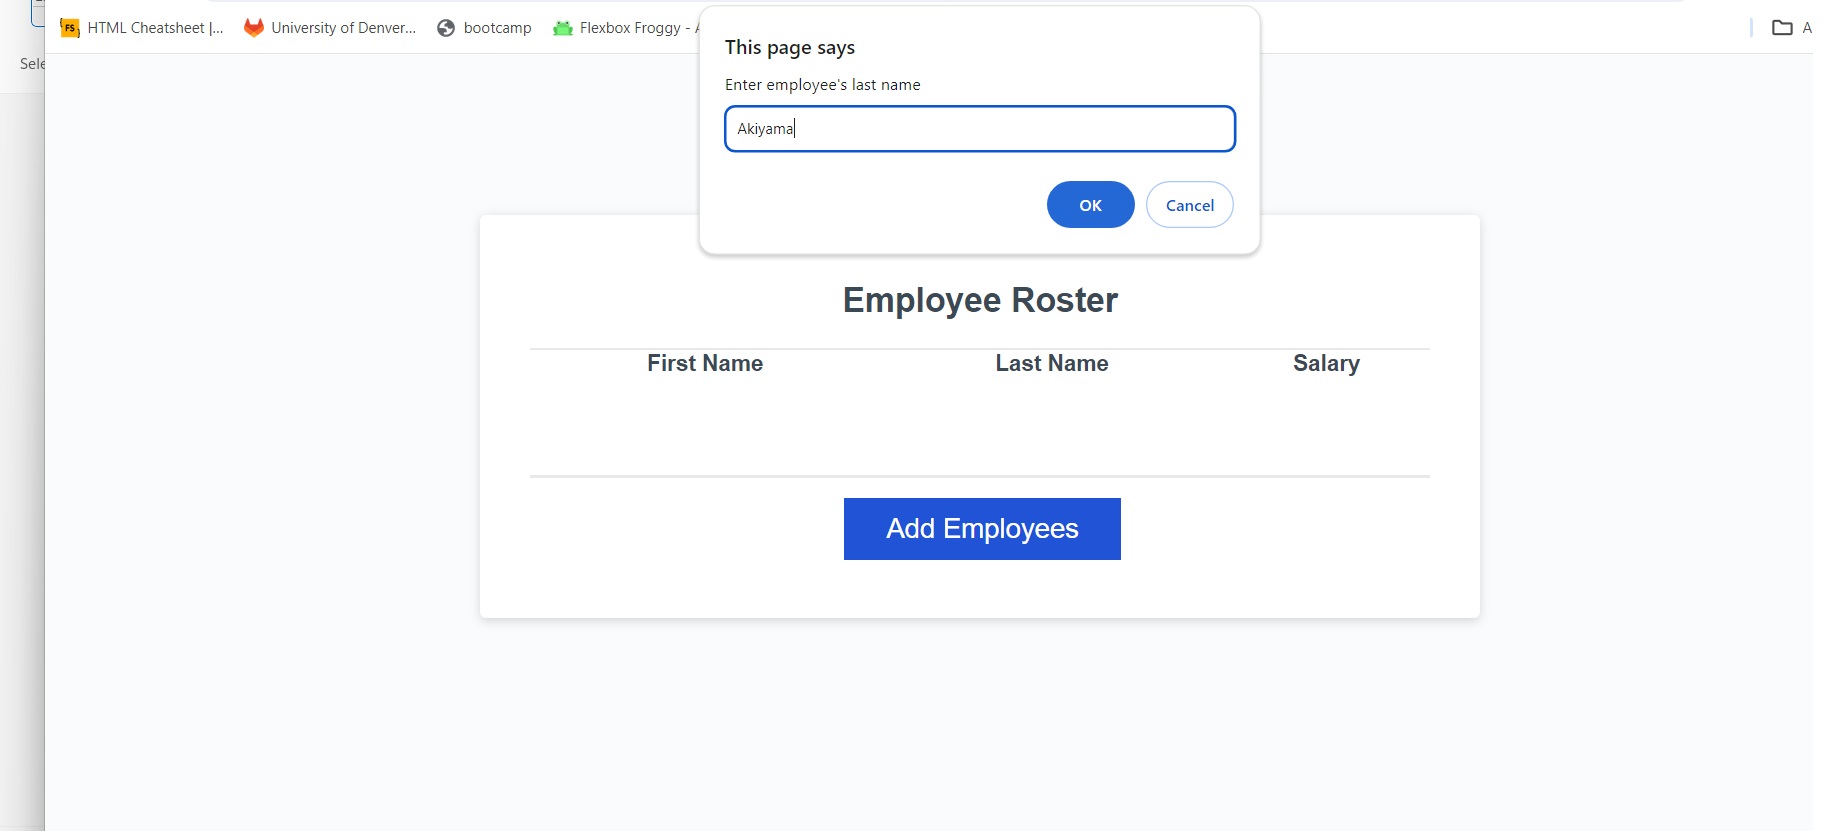 HTML Cheatsheet |...
University of Denver...
bootcamp
Flexbox Froggy - A
A
Sele
This page says
Enter employee's last name
Akiyama
OK
Cancel
Employee Roster
First Name Last Name Salary
Add Employees